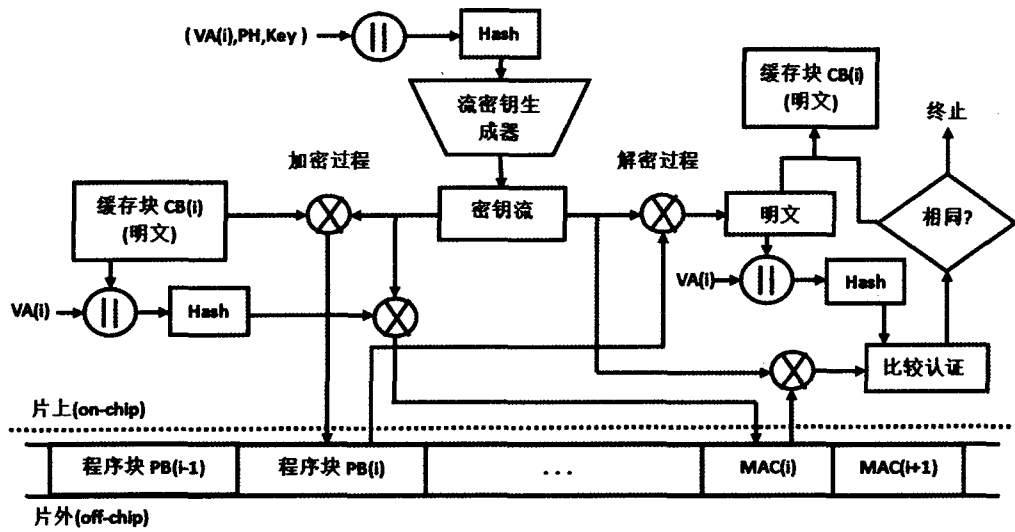 ( VA(i),PH,Key )
||
Hash
流密钥生
成器
缓存块 CB(i)
(明文)
终止
加密过程
解密过程
缓存块 CB(i)
(明文)
密钥流
明文
相同?
VA(i)
||
Hash
VA(i)
||
Hash
比较认证
片上(on-chip)
程序块 PB(i-1)
程序块 PB(i)
...
MAC(i)
MAC(i+1)
片外(off-chip)